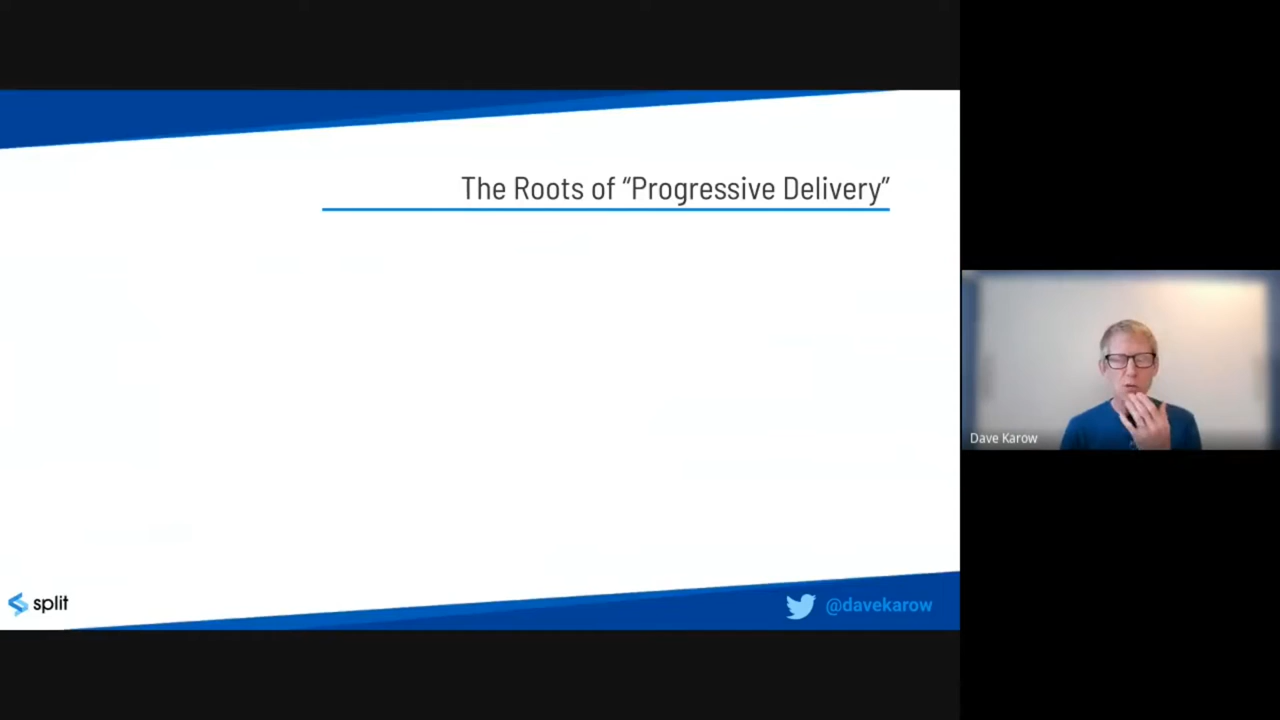 The Roots of “Progressive Delivery”
Dave Karow
split
@davekarow